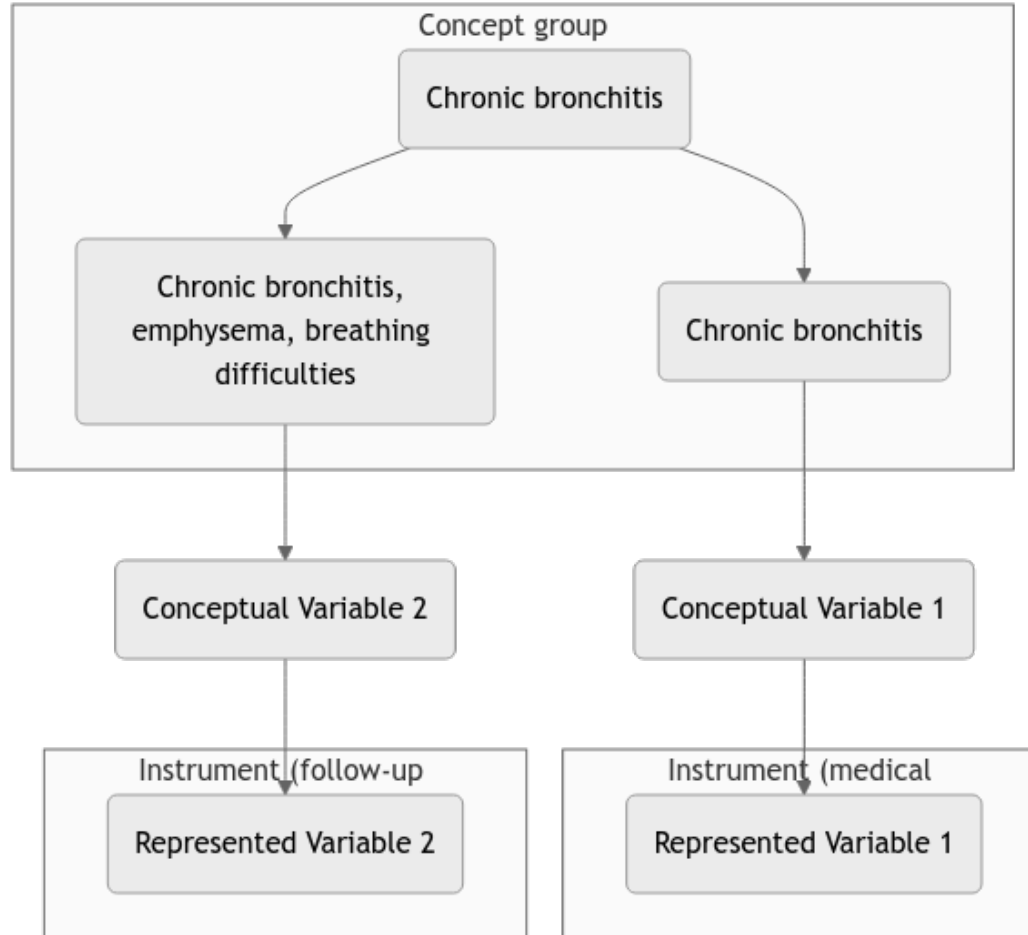 Concept group
Chronic bronchitis
Chronic bronchitis,
emphysema, breathing
difficulties
Chronic bronchitis
Conceptual Variable 2
Conceptual Variable 1
Instrument (follow-up
Instrument (medical
Represented Variable 2
Represented Variable 1